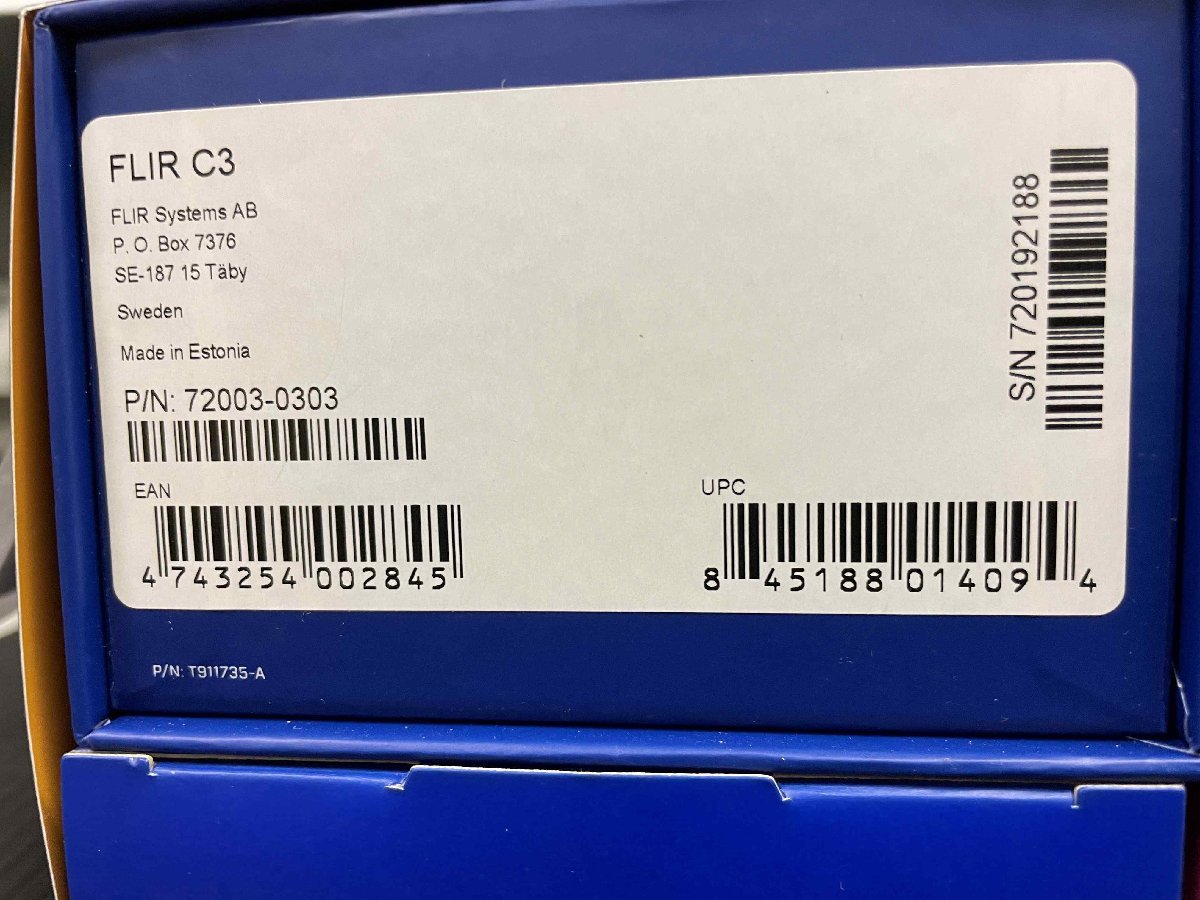 FLIR C3
FLIR Systems AB
P. O. Box 7376
SE-187 15 Täby
Sweden
Made in Estonia
P/N: 72003-0303
EAN
4 743254 002845
S/N 720192188
UPC
8 45188 01409 4
P/N: T911735-A